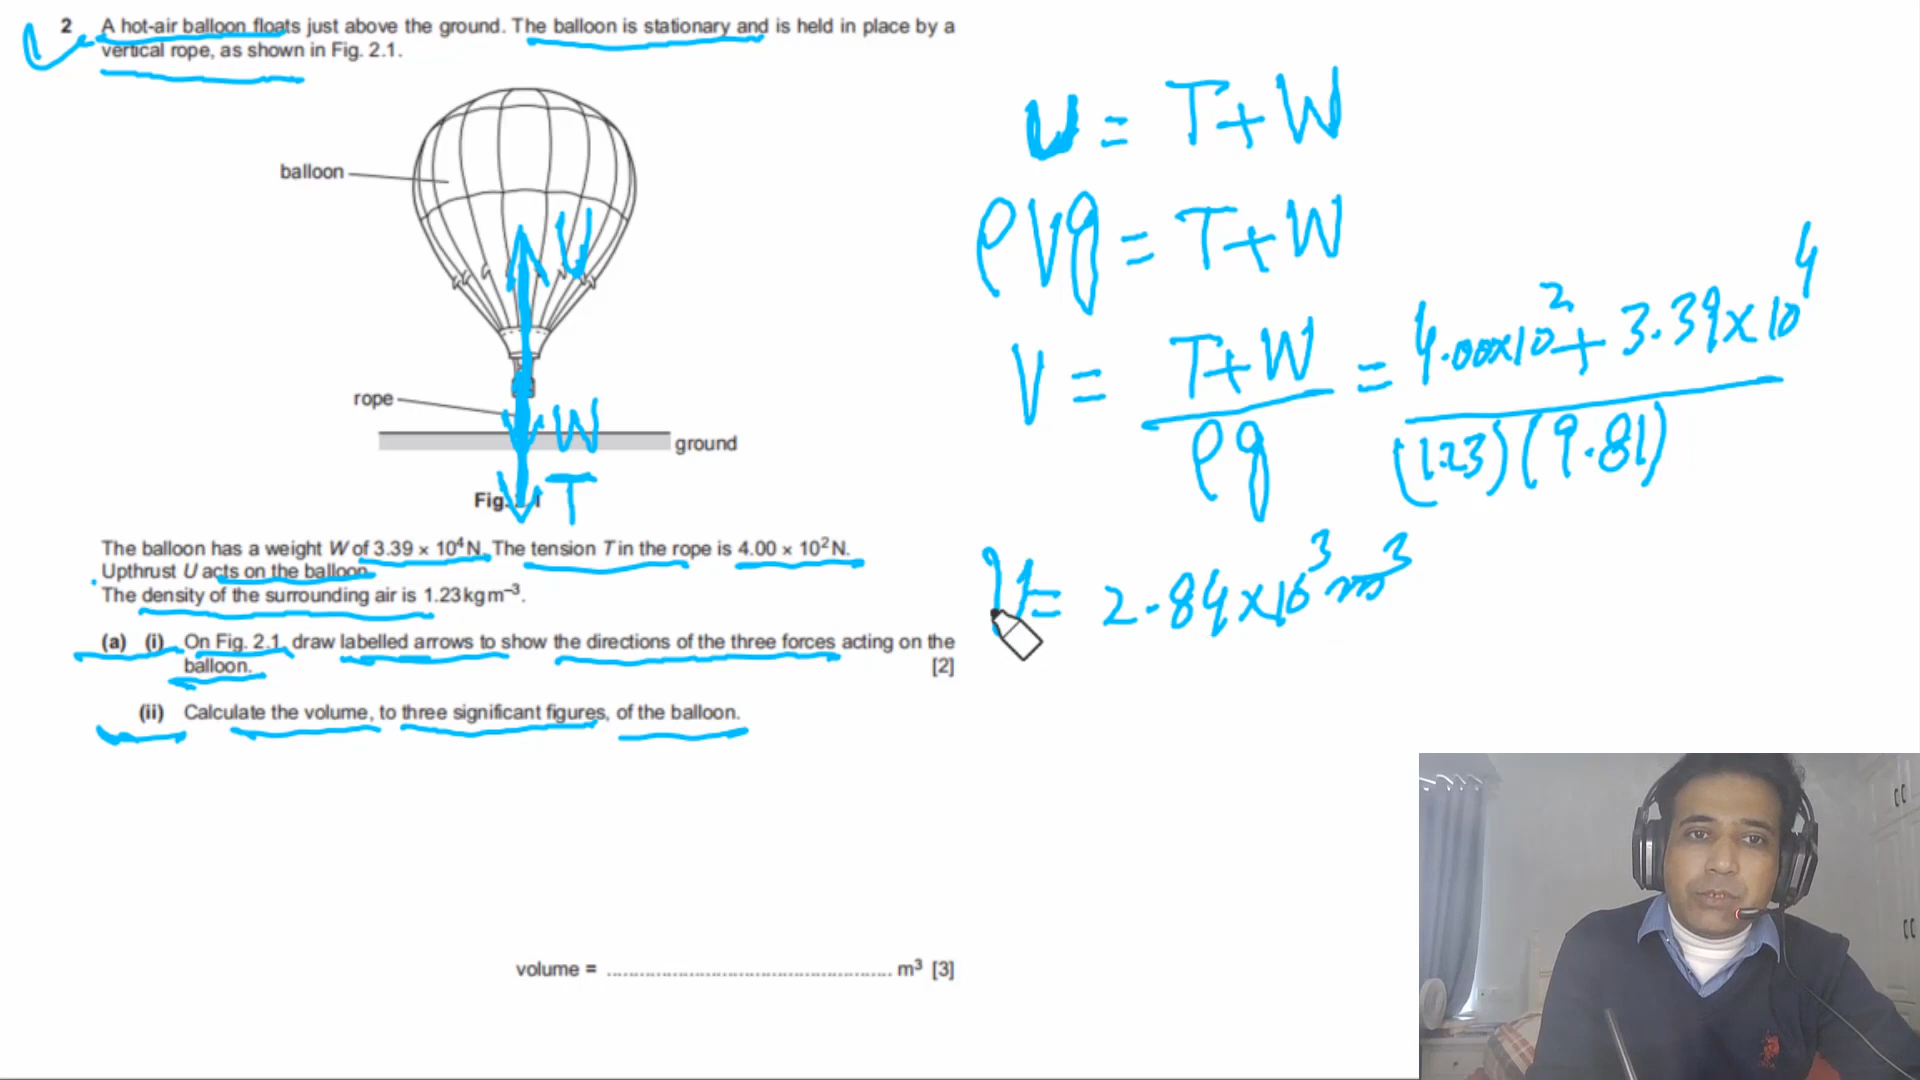 2 A hot-air balloon floats just above the ground. The balloon is stationary and is held in place by a
vertical rope, as shown in Fig. 2.1.
balloon
U
rope
W
ground
T
Fig.
The balloon has a weight W of 3.39 × 10⁴ N. The tension T in the rope is 4.00 × 10² N.
Upthrust U acts on the balloon.
The density of the surrounding air is 1.23 kg m⁻³.
(a) (i) On Fig. 2.1, draw labelled arrows to show the directions of the three forces acting on the
balloon. [2]
(ii) Calculate the volume, to three significant figures, of the balloon.
volume = ........................................ m³ [3]
U = T+W
ρVg = T+W
V = T+W / ρg = 4.00×10² + 3.39×10⁴ / (1.23)(9.81)
V = 2.84×10³ m³